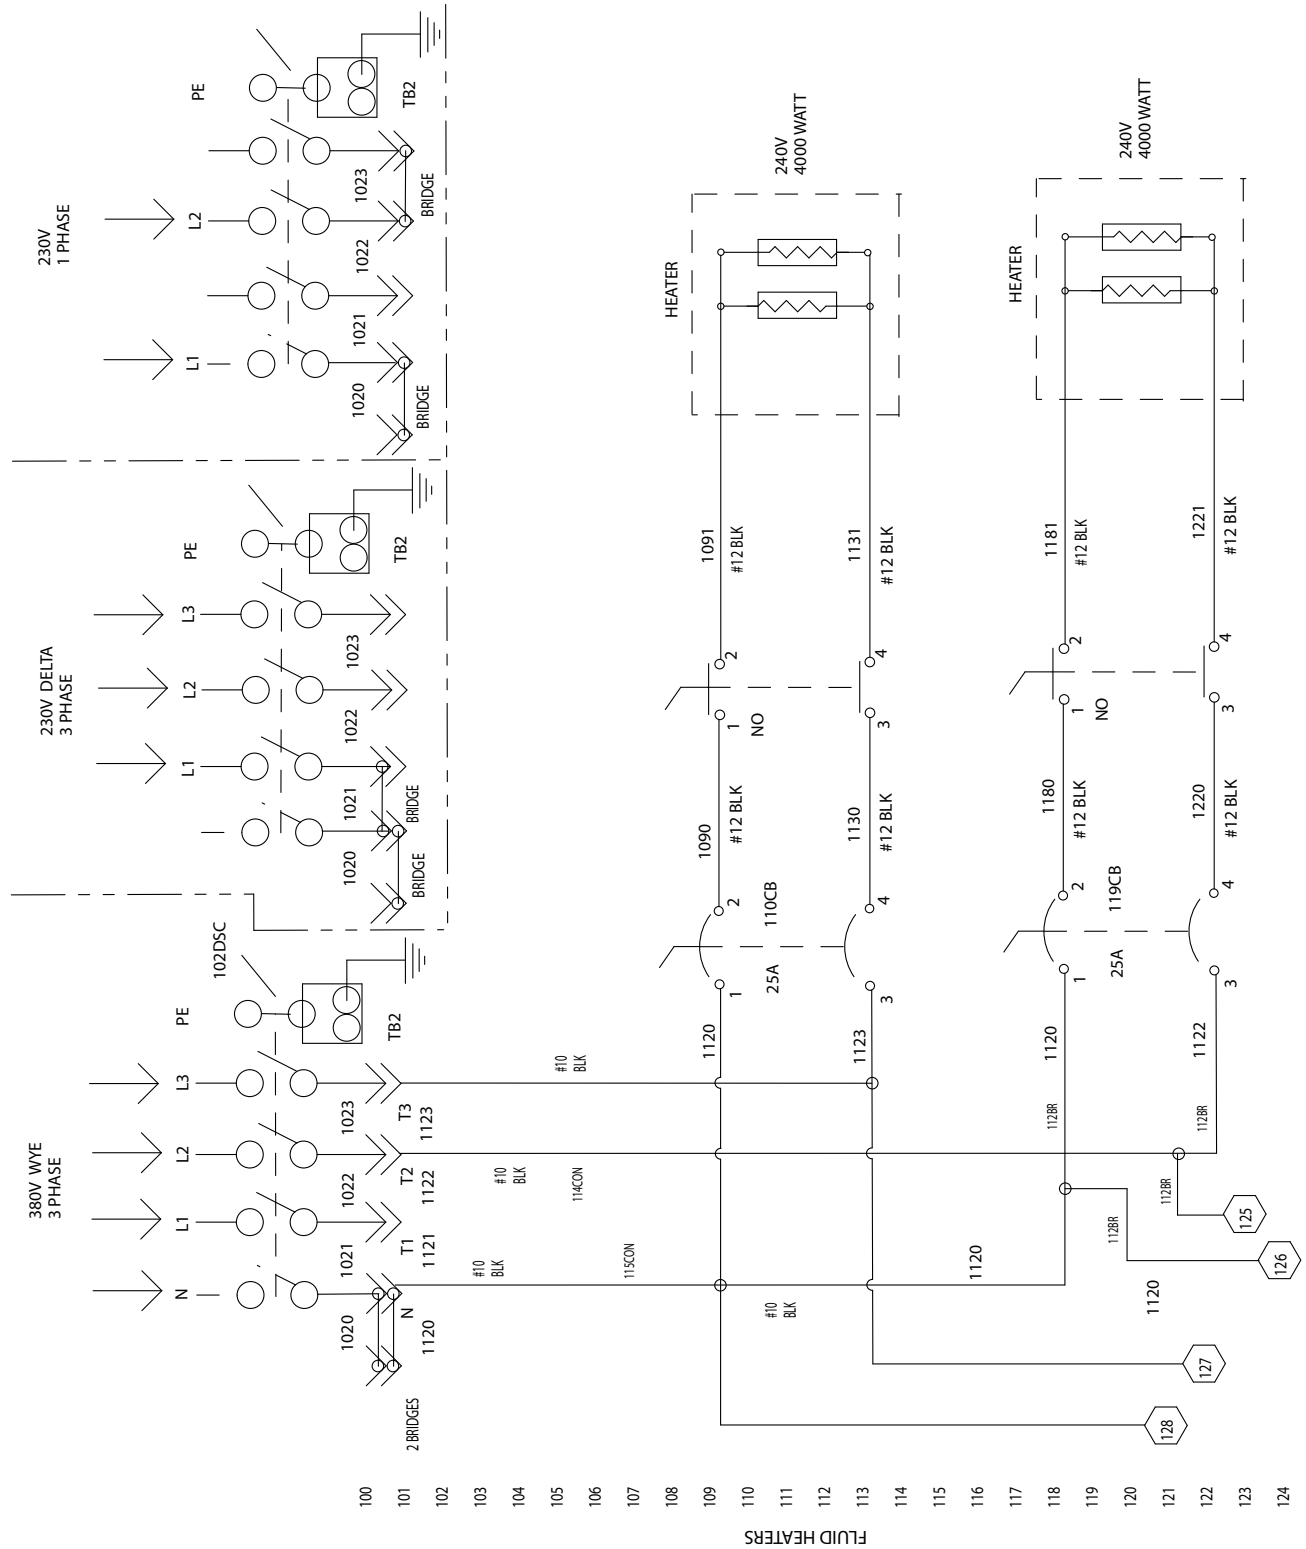 380V WYE
3 PHASE
N
L1
L2
L3
PE
102DSC
1020
1021
1022
1023
TB2
2 BRIDGES
N
1120
T1
1121
T2
1122
T3
1123
230V DELTA
3 PHASE
L1
L2
L3
PE
1020
1021
1022
1023
TB2
BRIDGE
BRIDGE
230V
1 PHASE
L1
L2
PE
1020
1021
1022
1023
TB2
BRIDGE
BRIDGE
#10
BLK
#10
BLK
114CON
#10
BLK
115CON
#10
BLK
1120
1
2
25A
110CB
1090
#12 BLK
1
2
NO
1091
#12 BLK
HEATER
240V
4000 WATT
1123
3
4
1130
#12 BLK
3
4
1131
#12 BLK
1120
112BR
1120
1
2
25A
119CB
1180
#12 BLK
1
2
NO
1181
#12 BLK
HEATER
240V
4000 WATT
112BR
1120
126
112BR
125
112BR
1122
3
4
1220
#12 BLK
3
4
1221
#12 BLK
127
128
100
101
102
103
104
105
106
107
108
109
110
111
112
113
114
115
116
117
118
119
120
121
122
123
124
FLUID HEATERS